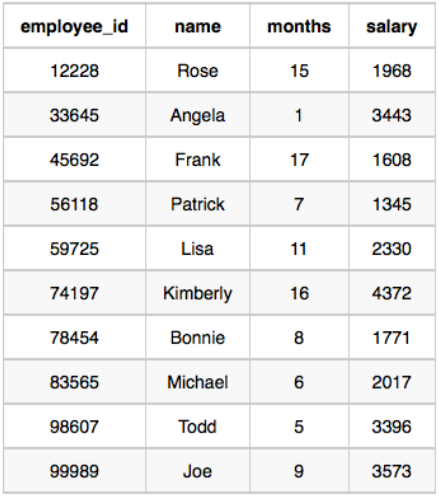 employee_id name months salary
12228 Rose 15 1968
33645 Angela 1 3443
45692 Frank 17 1608
56118 Patrick 7 1345
59725 Lisa 11 2330
74197 Kimberly 16 4372
78454 Bonnie 8 1771
83565 Michael 6 2017
98607 Todd 5 3396
99989 Joe 9 3573